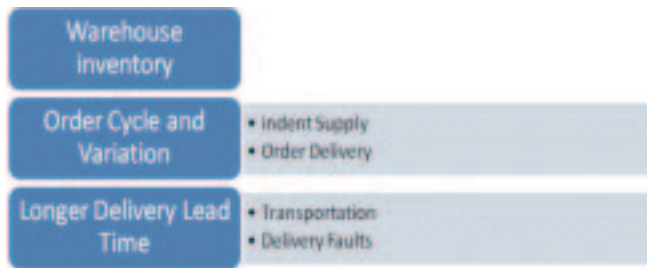 Warehouse
inventory
Order Cycle and
Variation
• indent Supply
• Order Delivery
Longer Delivery Lead
Time
• Transportation
• Delivery Faults